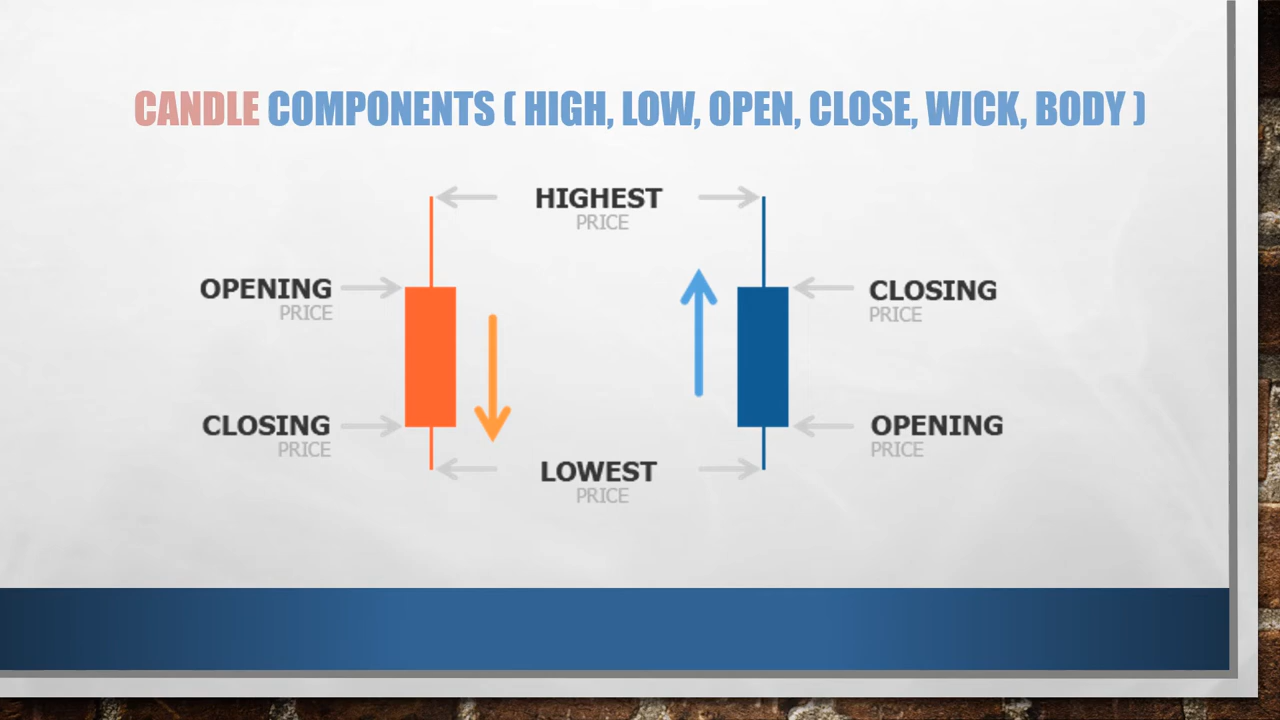 CANDLE COMPONENTS ( HIGH, LOW, OPEN, CLOSE, WICK, BODY )
HIGHEST
PRICE
OPENING
PRICE
CLOSING
PRICE
CLOSING
PRICE
OPENING
PRICE
LOWEST
PRICE